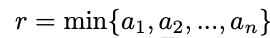 r = min{a₁, a₂, ..., aₙ}